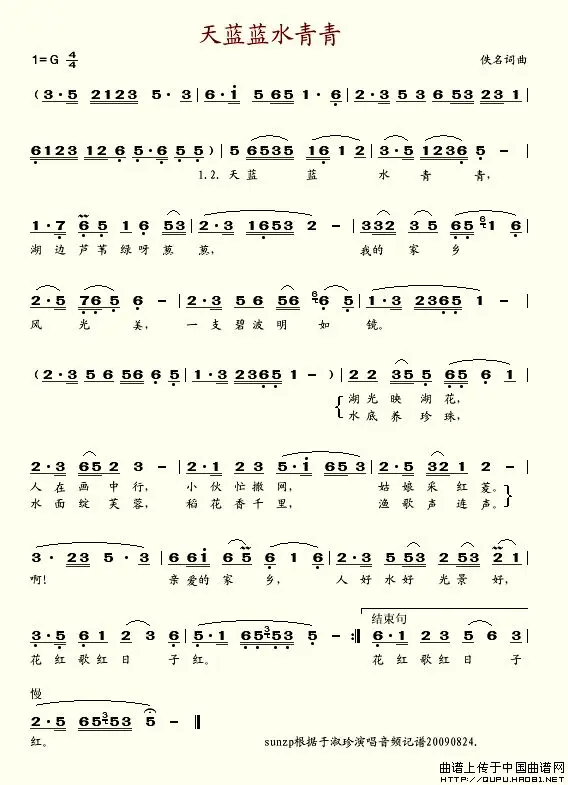 天蓝蓝水青青
1=G 4/4
佚名词曲
(3·5 2123 5·3 | 6·i 5 65 1·6 | 3·5 2 53 6 53 23 1 |
6123 12 6 5·6 5 5) | 5 6535 16 1 2 | 3·5 1236 5 - |
1.2.天蓝 蓝 水青 青,
1·7 6 5 1 6 53 | 2·3 1653 2 - | 332 3 5 6 5 6 1 6 |
湖边芦苇绿呀葱葱, 我的家乡
2·5 765 6 - | 2·3 5 6 56 6 6 5 | 1·3 2365 1 - |
风光美, 一支碧波明如镜。
(2·3 5 6 56 6 5 | 1·3 2365 1 -) | 2 2 35 5 65 6 1 |
湖光映湖花,
水底养珍珠,
2·3 65 2 3 - | 2·3 2 3 5·i 653 | 2·5 32 1 2 - |
人在画中行, 小伙忙撒网, 姑娘采红菱。
水面绽芙蓉, 稻花香千里, 渔歌声连声。
3· 23 5·3 | 6 6i 65 6 1 6 | 2·3 5 53 2 53 2 1 |
啊! 亲爱的家乡, 人好水好光景好,
3·5 6 1 2 3 6 | 5·1 6 5 3 53 5 - :|| 6·1 2 3 5 6 3 |
结束句
花红歌红日子红。 花红歌红日子
慢
2·5 65 3 53 2 - ||
红。
sunzp根据于淑珍演唱音频记谱20090824.
曲谱上传于中国曲谱网
http://QUPU.HAO81.NET